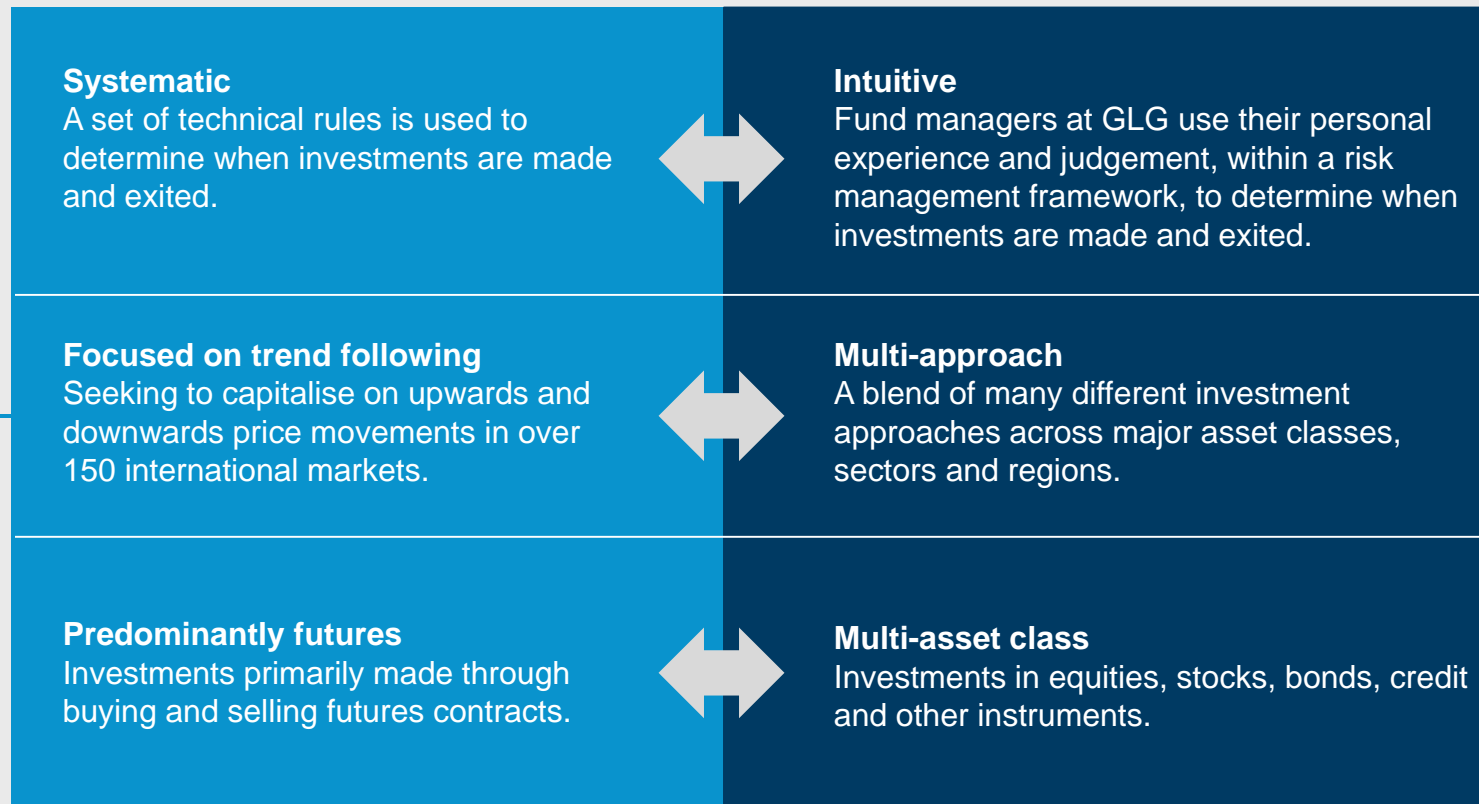 Systematic
A set of technical rules is used to
determine when investments are made
and exited.
Intuitive
Fund managers at GLG use their personal
experience and judgement, within a risk
management framework, to determine when
investments are made and exited.
Focused on trend following
Seeking to capitalise on upwards and
downwards price movements in over
150 international markets.
Multi-approach
A blend of many different investment
approaches across major asset classes,
sectors and regions.
Predominantly futures
Investments primarily made through
buying and selling futures contracts.
Multi-asset class
Investments in equities, stocks, bonds, credit
and other instruments.